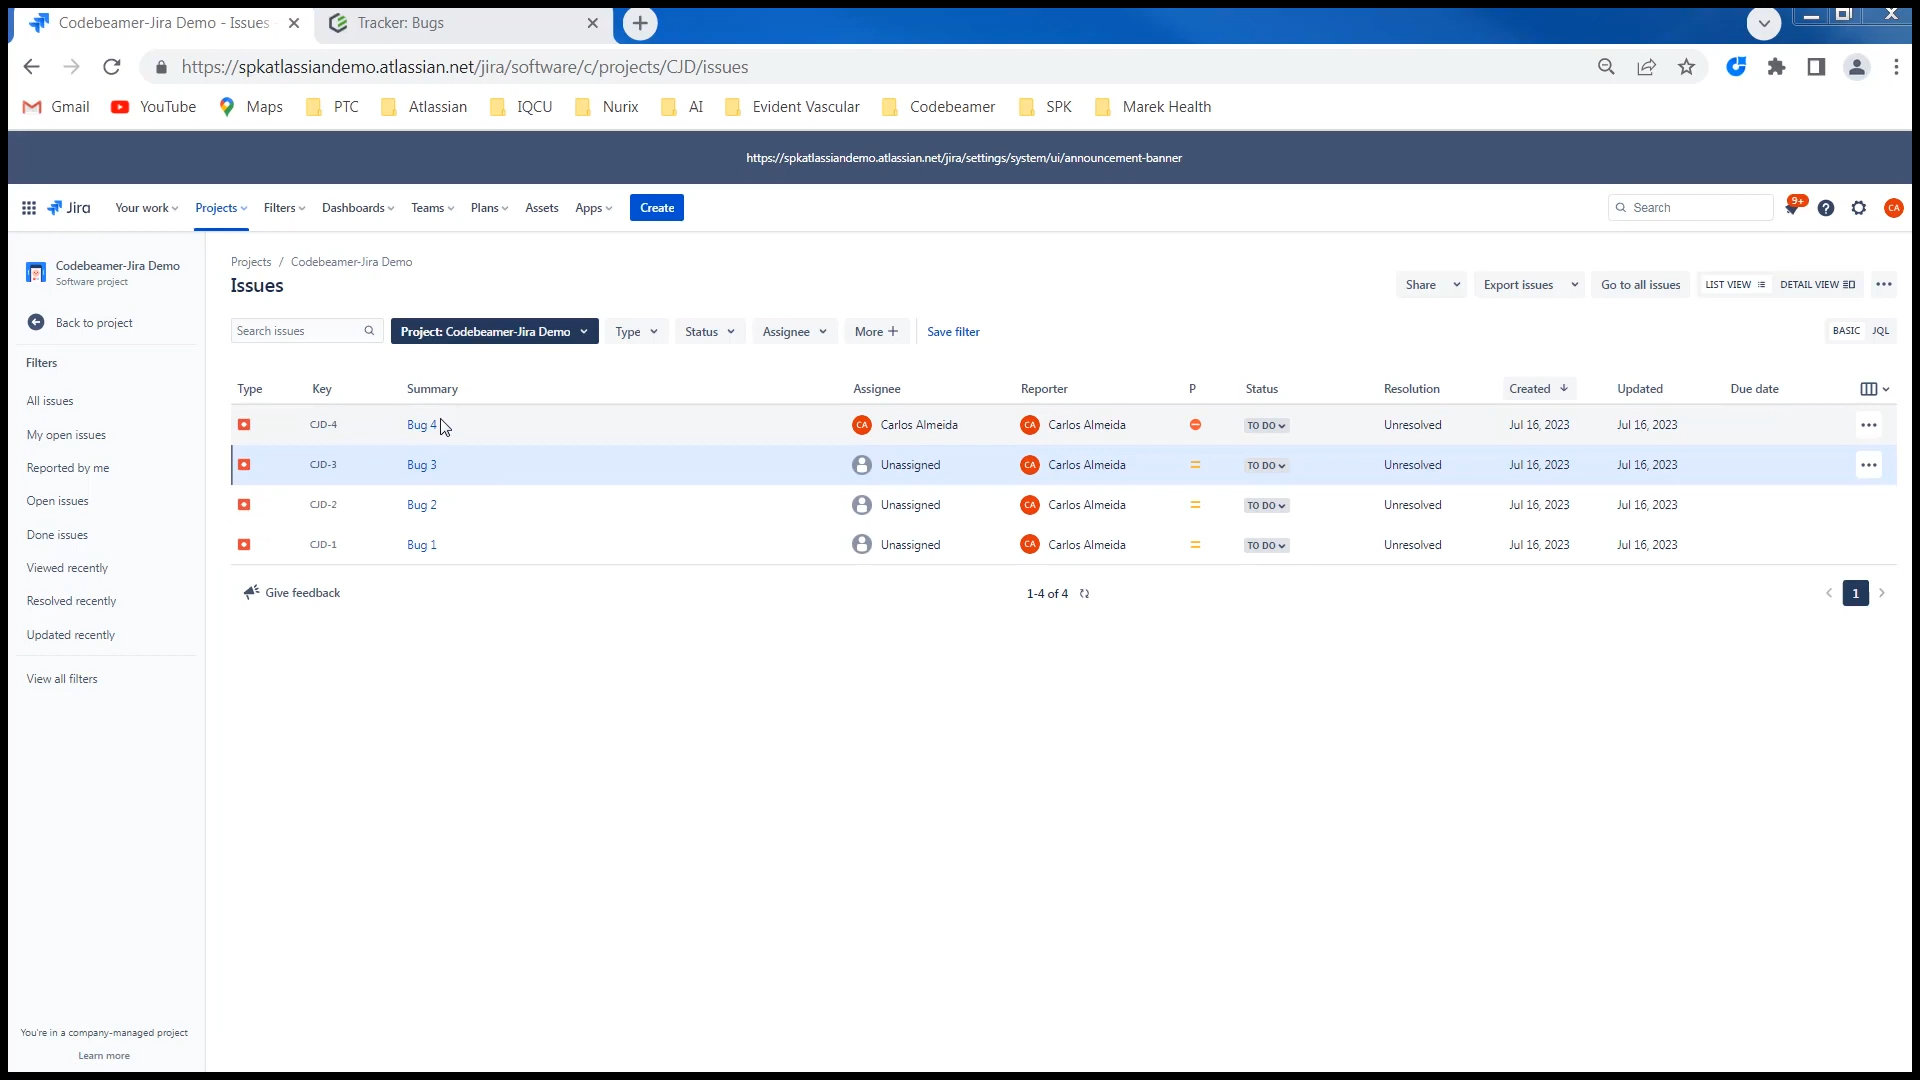 Codebeamer-Jira Demo - Issues
Tracker: Bugs
https://spkatlassiandemo.atlassian.net/jira/software/c/projects/CJD/issues
Gmail YouTube Maps PTC Atlassian IQCU Nurix AI Evident Vascular Codebeamer SPK Marek Health
https://spkatlassiandemo.atlassian.net/jira/settings/system/ui/announcement-banner
Jira Your work Projects Filters Dashboards Teams Plans Assets Apps Create Search 9+ CA
Codebeamer-Jira Demo
Software project
Back to project
Filters
All issues
My open issues
Reported by me
Open issues
Done issues
Viewed recently
Resolved recently
Updated recently
View all filters
You're in a company-managed project
Learn more
Projects / Codebeamer-Jira Demo
Issues
Share Export issues Go to all issues LIST VIEW DETAIL VIEW
Search issues Project: Codebeamer-Jira Demo Type Status Assignee More + Save filter BASIC JQL
Type Key Summary Assignee Reporter P Status Resolution Created Updated Due date
CJD-4 Bug 4 CA Carlos Almeida CA Carlos Almeida TO DO Unresolved Jul 16, 2023 Jul 16, 2023
CJD-3 Bug 3 Unassigned CA Carlos Almeida TO DO Unresolved Jul 16, 2023 Jul 16, 2023
CJD-2 Bug 2 Unassigned CA Carlos Almeida TO DO Unresolved Jul 16, 2023 Jul 16, 2023
CJD-1 Bug 1 Unassigned CA Carlos Almeida TO DO Unresolved Jul 16, 2023 Jul 16, 2023
Give feedback 1-4 of 4 1